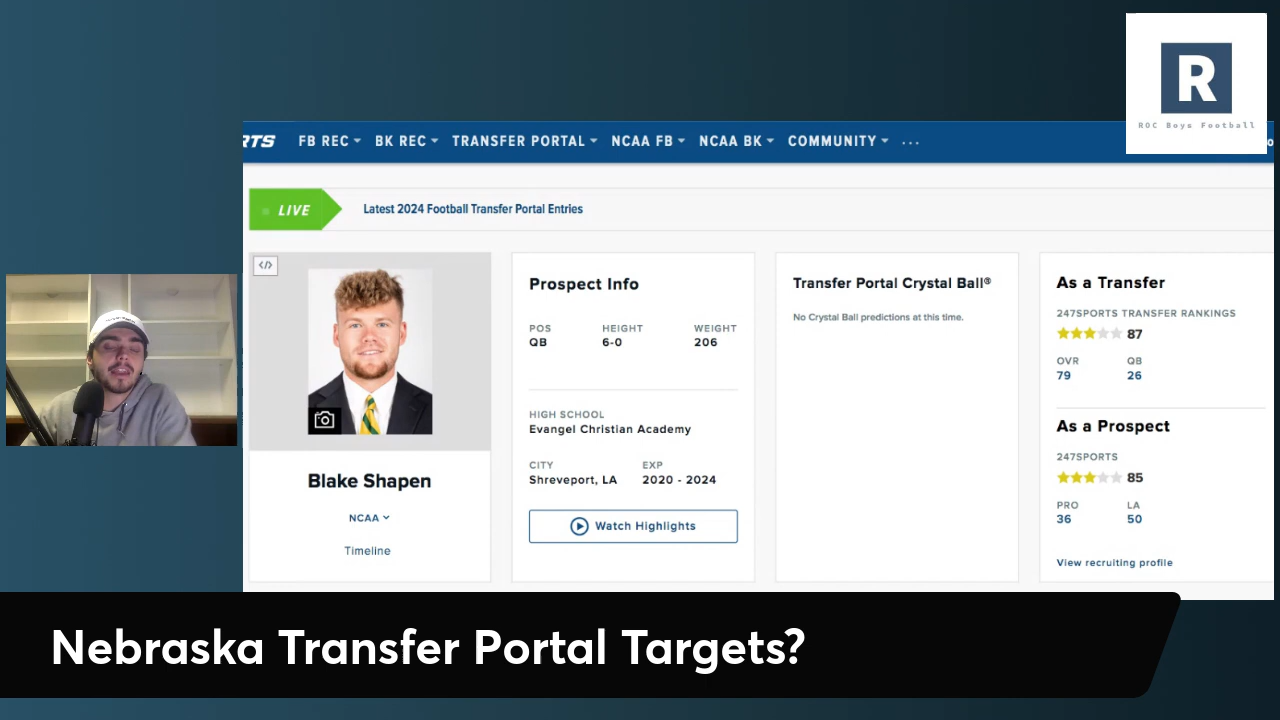 R
ROC Boys Football
RTS FB REC BK REC TRANSFER PORTAL NCAA FB NCAA BK COMMUNITY ...
LIVE Latest 2024 Football Transfer Portal Entries
</>
Blake Shapen
NCAA
Timeline
Prospect Info
POS HEIGHT WEIGHT
QB 6-0 206
HIGH SCHOOL
Evangel Christian Academy
CITY EXP
Shreveport, LA 2020 - 2024
Watch Highlights
Transfer Portal Crystal Ball®
No Crystal Ball predictions at this time.
As a Transfer
247SPORTS TRANSFER RANKINGS
87
OVR QB
79 26
As a Prospect
247SPORTS
85
PRO LA
36 50
View recruiting profile
Nebraska Transfer Portal Targets?